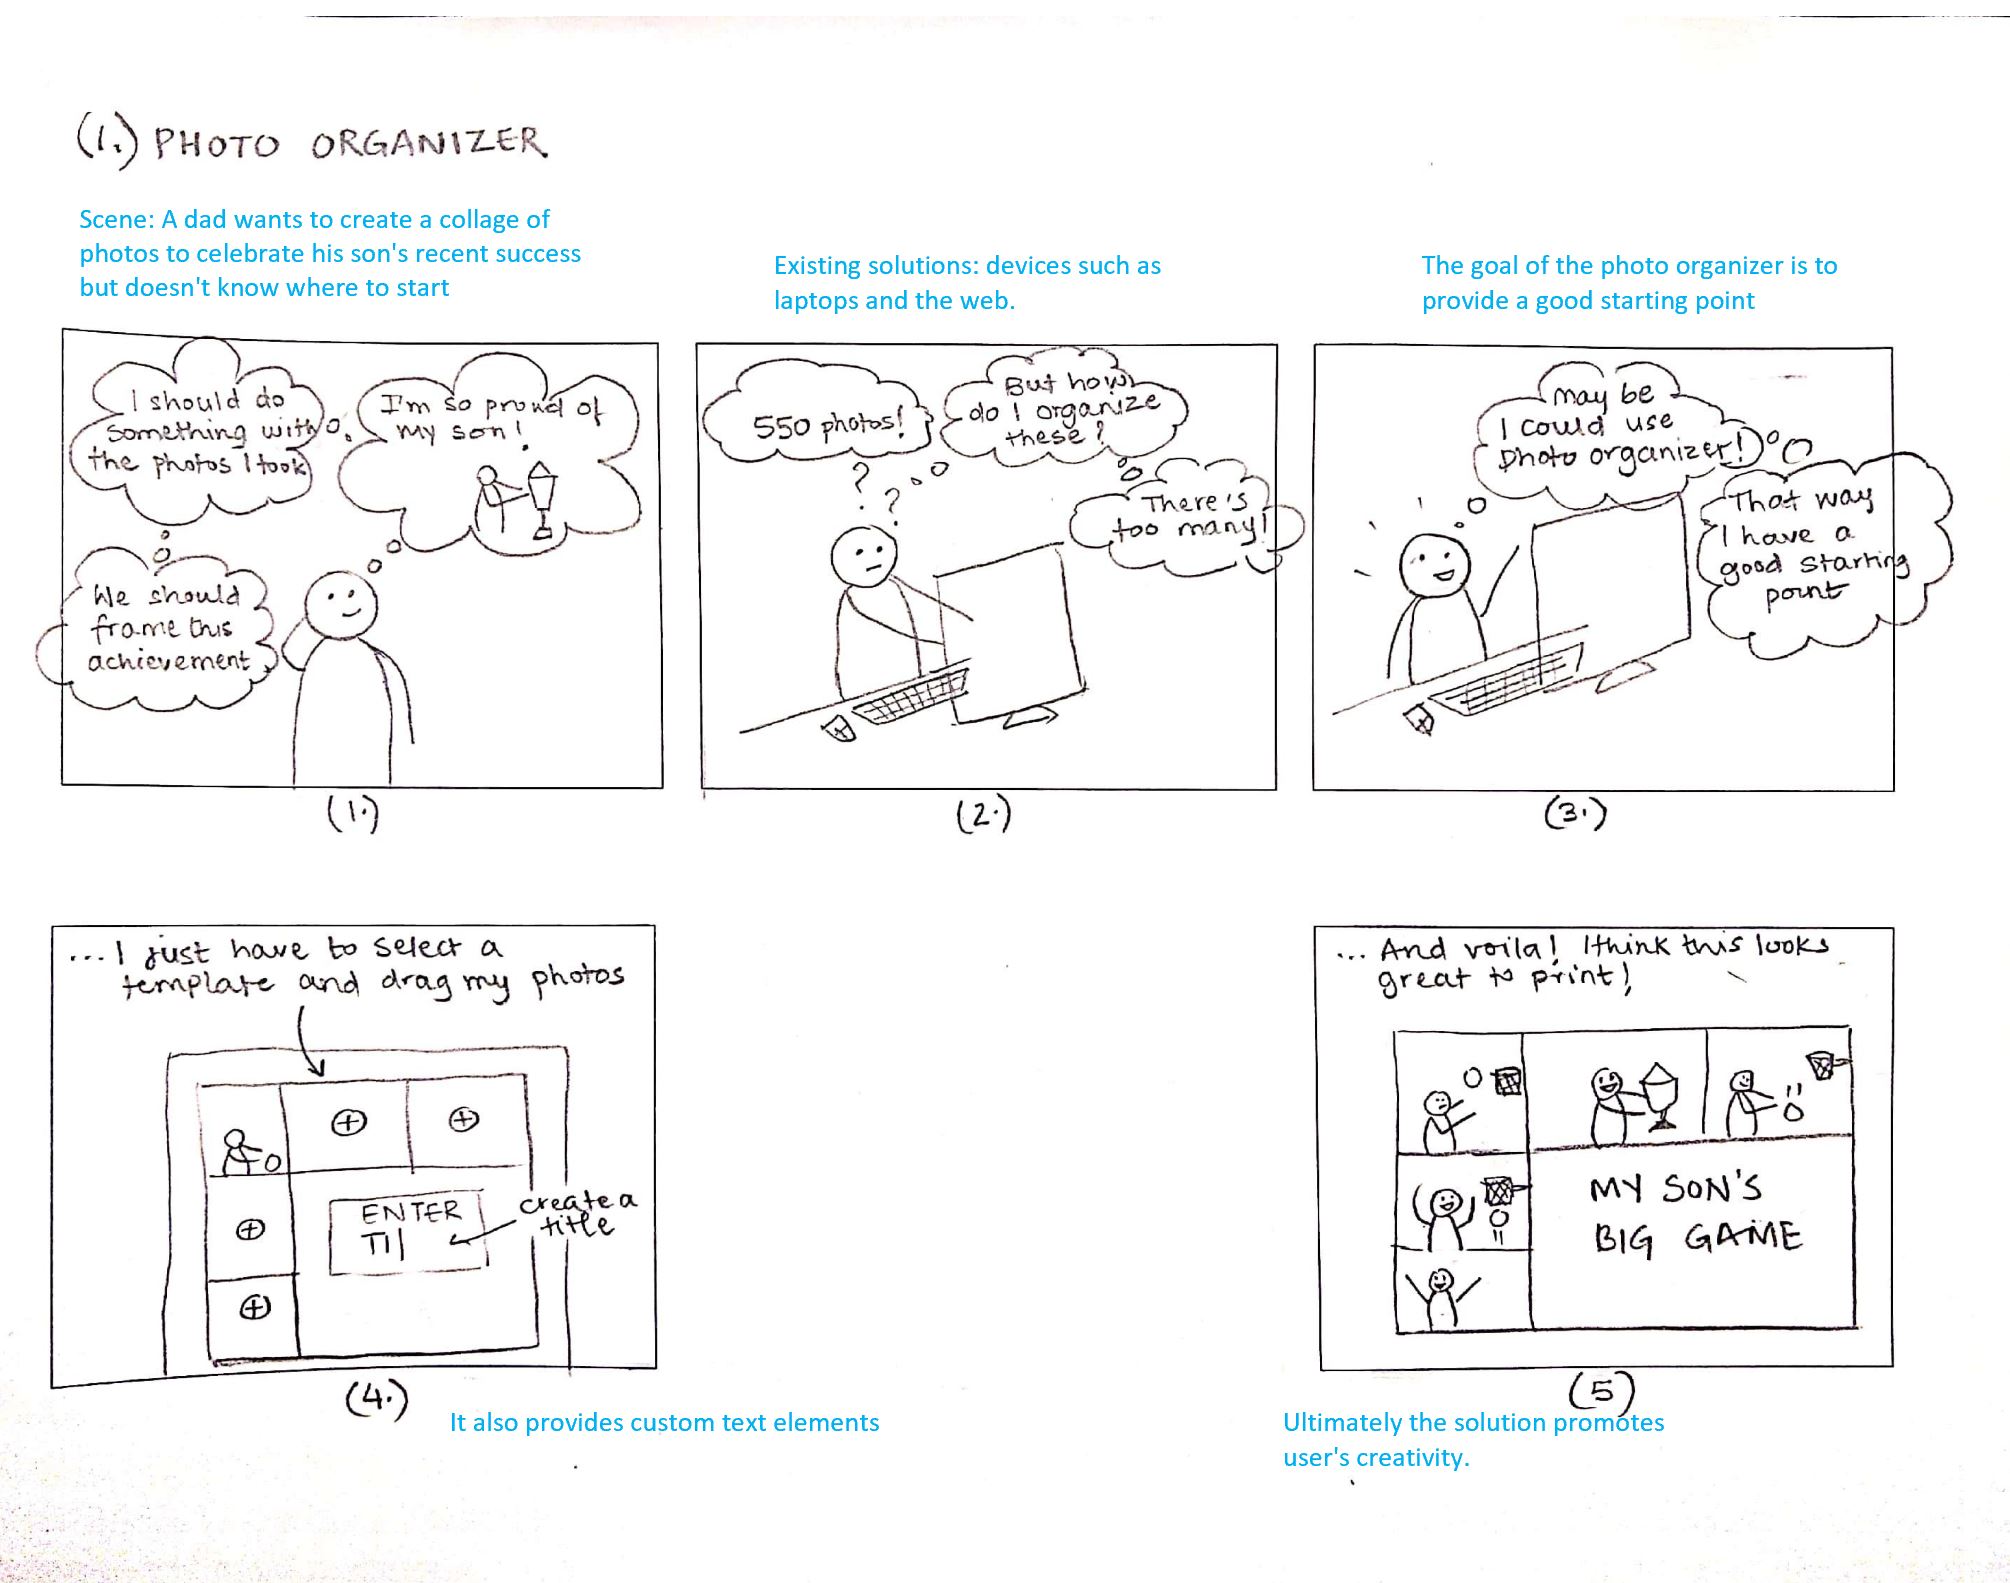 (1.) PHOTO ORGANIZER
Scene: A dad wants to create a collage of
photos to celebrate his son's recent success
but doesn't know where to start
Existing solutions: devices such as
laptops and the web.
The goal of the photo organizer is to
provide a good starting point
I'm so proud of
my son!
I should do
something with
the photos I took
We should
frame this
achievement
(1.)
550 photos!
But how
do I organize
these?
There's
too many!
? ?
(2.)
may be
I could use
photo organizer!
That way
I have a
good starting
point
(3.)
...I just have to select a
template and drag my photos
ENTER
TI|
create a
title
(4.)
It also provides custom text elements
... And voila! I think this looks
great to print!
MY SON'S
BIG GAME
(5)
Ultimately the solution promotes
user's creativity.